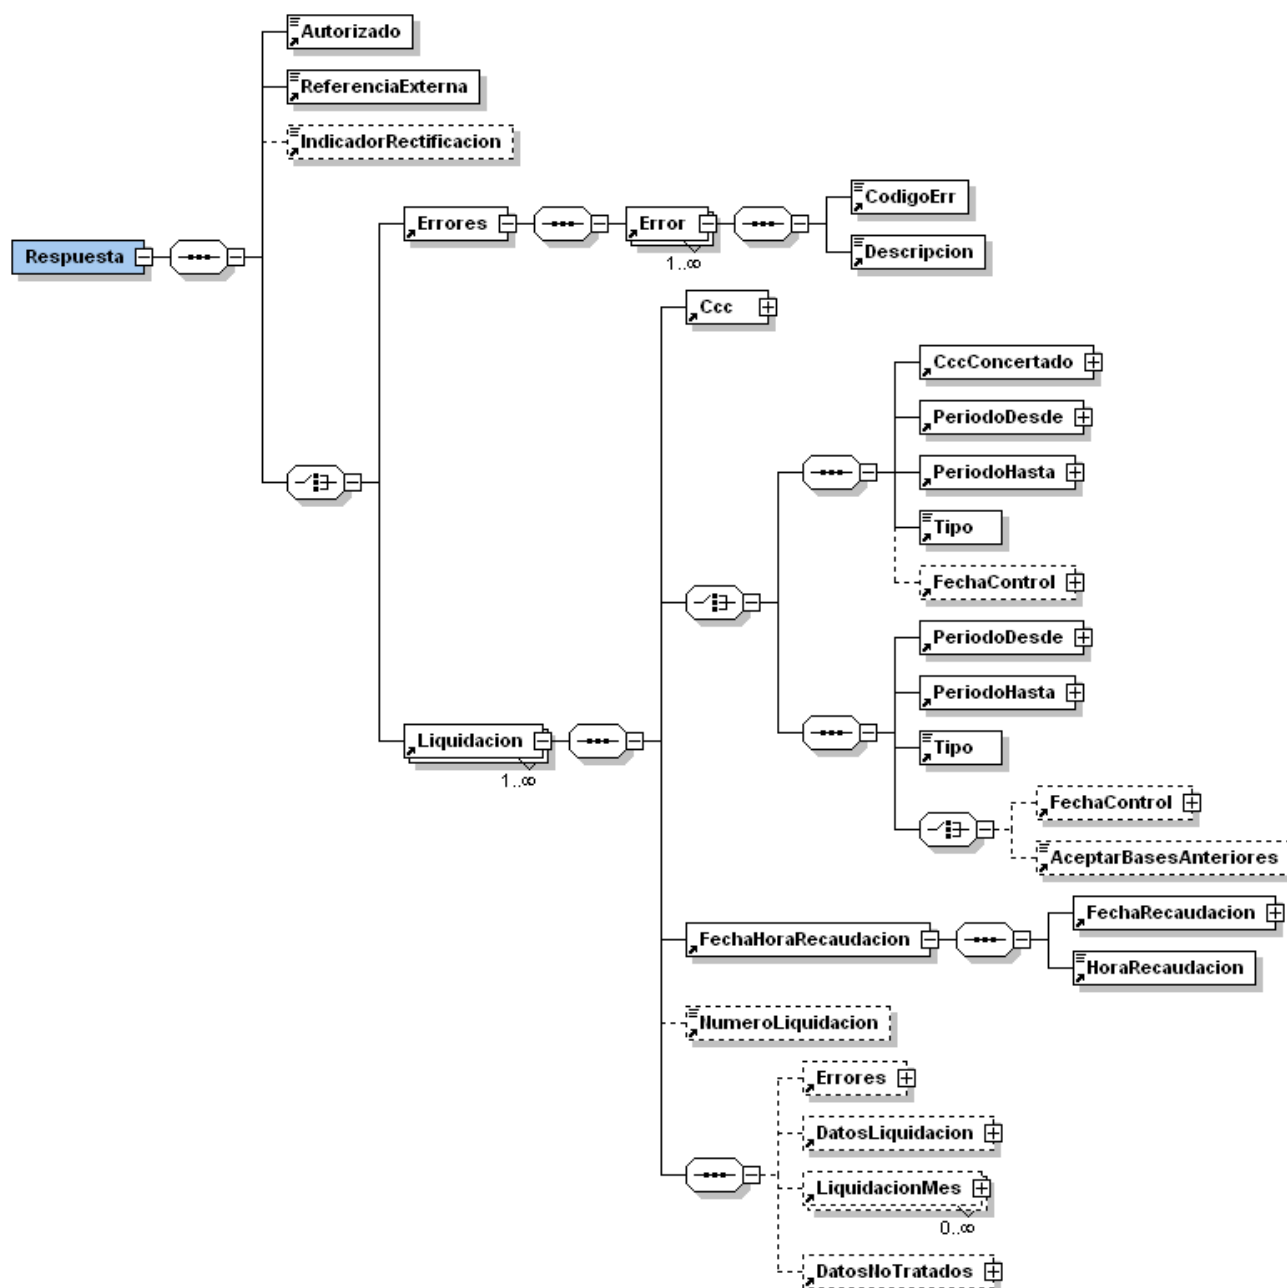 Autorizado
ReferenciaExterna
IndicadorRectificacion
CodigoErr
Errores
Error
1..∞
Descripcion
Respuesta
Ccc
CccConcertado
PeriodoDesde
PeriodoHasta
Tipo
FechaControl
PeriodoDesde
PeriodoHasta
Liquidacion
1..∞
Tipo
FechaControl
AceptarBasesAnteriores
FechaRecaudacion
FechaHoraRecaudacion
HoraRecaudacion
NumeroLiquidacion
Errores
DatosLiquidacion
LiquidacionMes
0..∞
DatosNoTratados